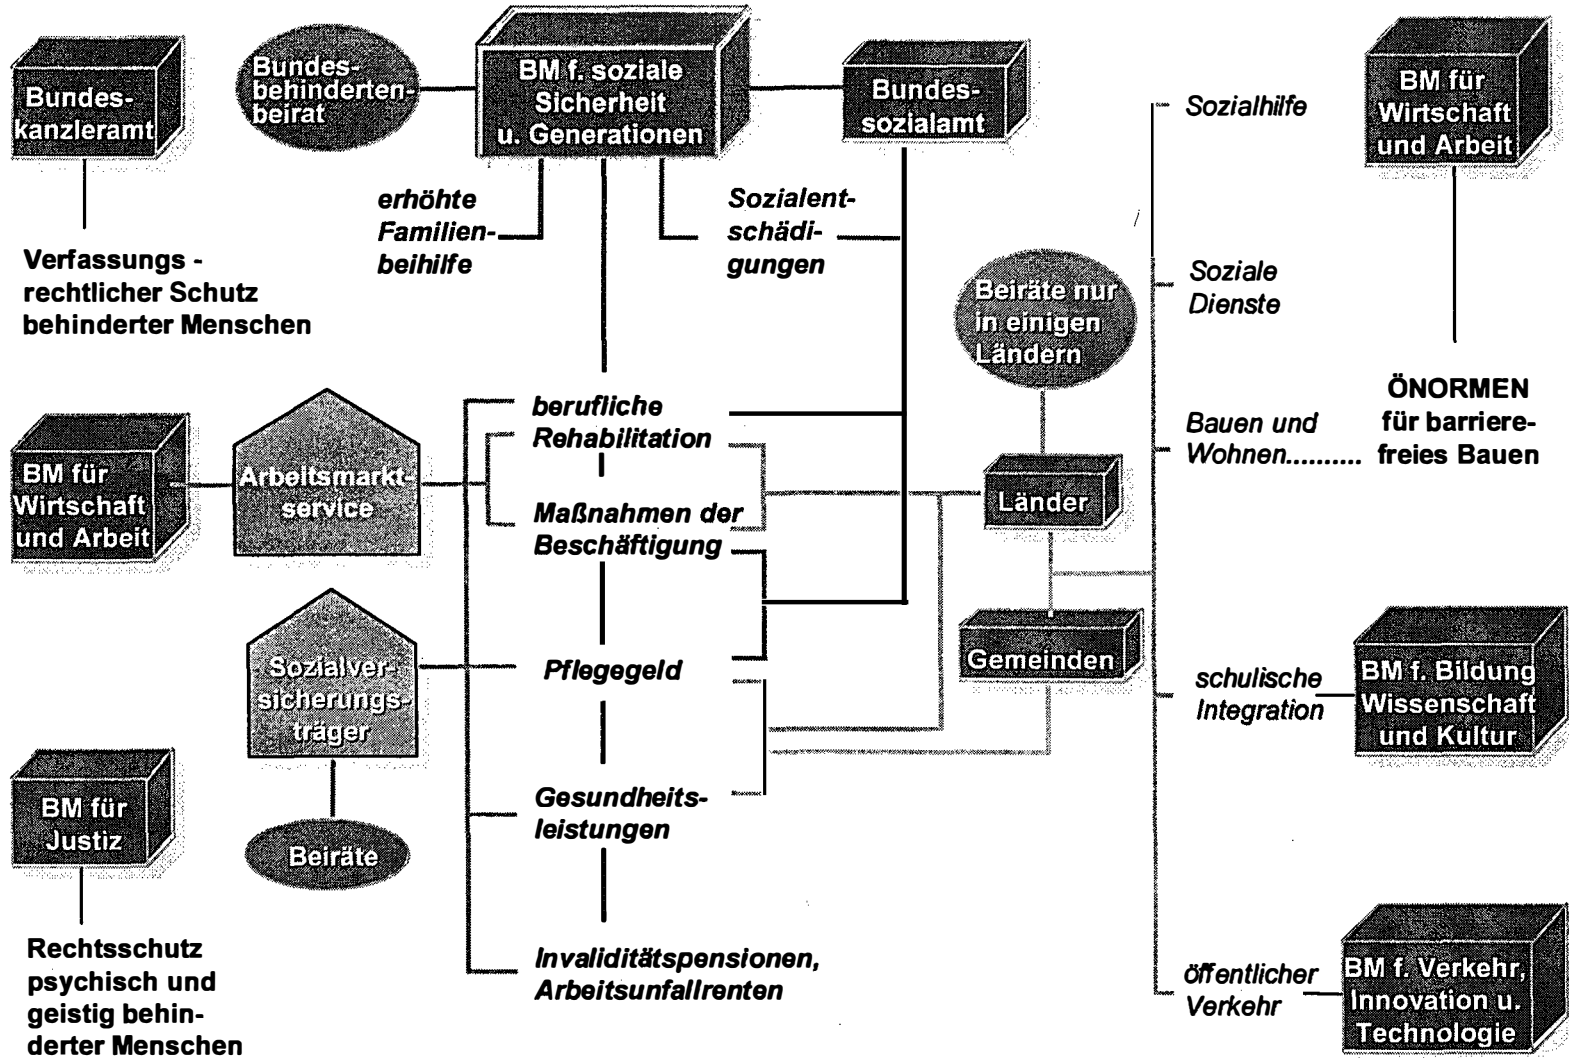 Bundes-
kanzleramt
Verfassungs -
rechtlicher Schutz
behinderter Menschen
Bundes-
behinderten-
beirat
BM f. soziale
Sicherheit
u. Generationen
Bundes-
sozialamt
erhöhte
Familien-
beihilfe
Sozialent-
schädi-
gungen
Sozialhilfe
BM für
Wirtschaft
und Arbeit
Soziale
Dienste
Beiräte nur
in einigen
Ländern
BM für
Wirtschaft
und Arbeit
Arbeitsmarkt-
service
berufliche
Rehabilitation
Maßnahmen der
Beschäftigung
Länder
Bauen und
Wohnen..........
ÖNORMEN
für barriere-
freies Bauen
Sozialver-
sicherungs-
träger
Beiräte
Pflegegeld
Gemeinden
schulische
Integration
BM f. Bildung
Wissenschaft
und Kultur
Gesundheits-
leistungen
BM für
Justiz
Rechtsschutz
psychisch und
geistig behin-
derter Menschen
Invaliditätspensionen,
Arbeitsunfallrenten
öffentlicher
Verkehr
BM f. Verkehr,
Innovation u.
Technologie